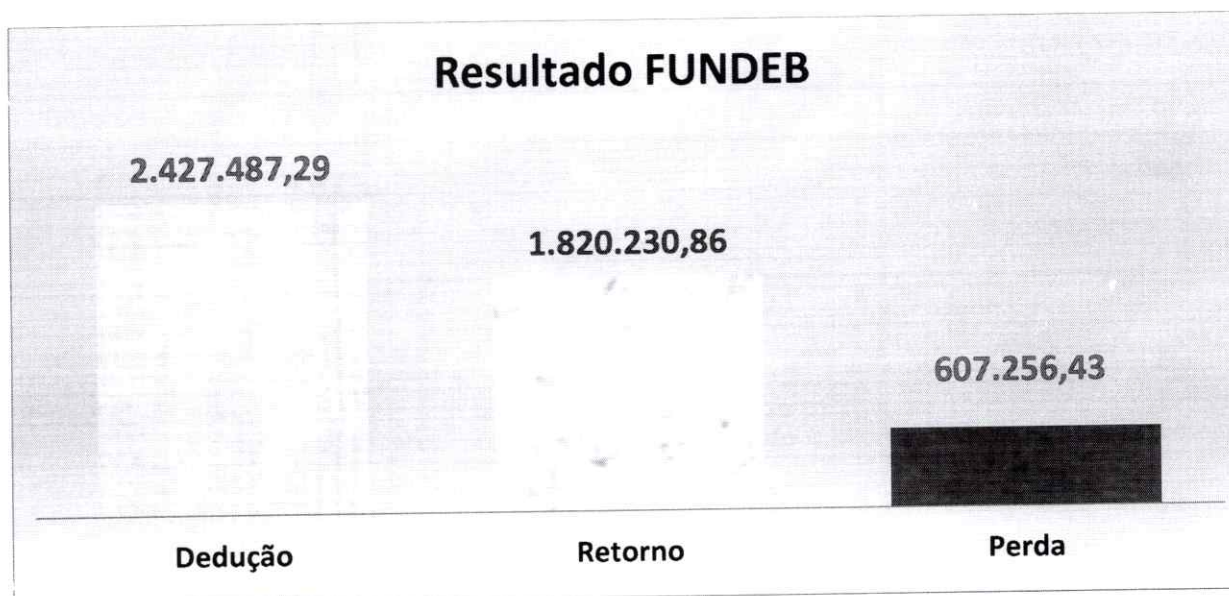 Resultado FUNDEB
2.427.487,29
1.820.230,86
607.256,43
Dedução
Retorno
Perda